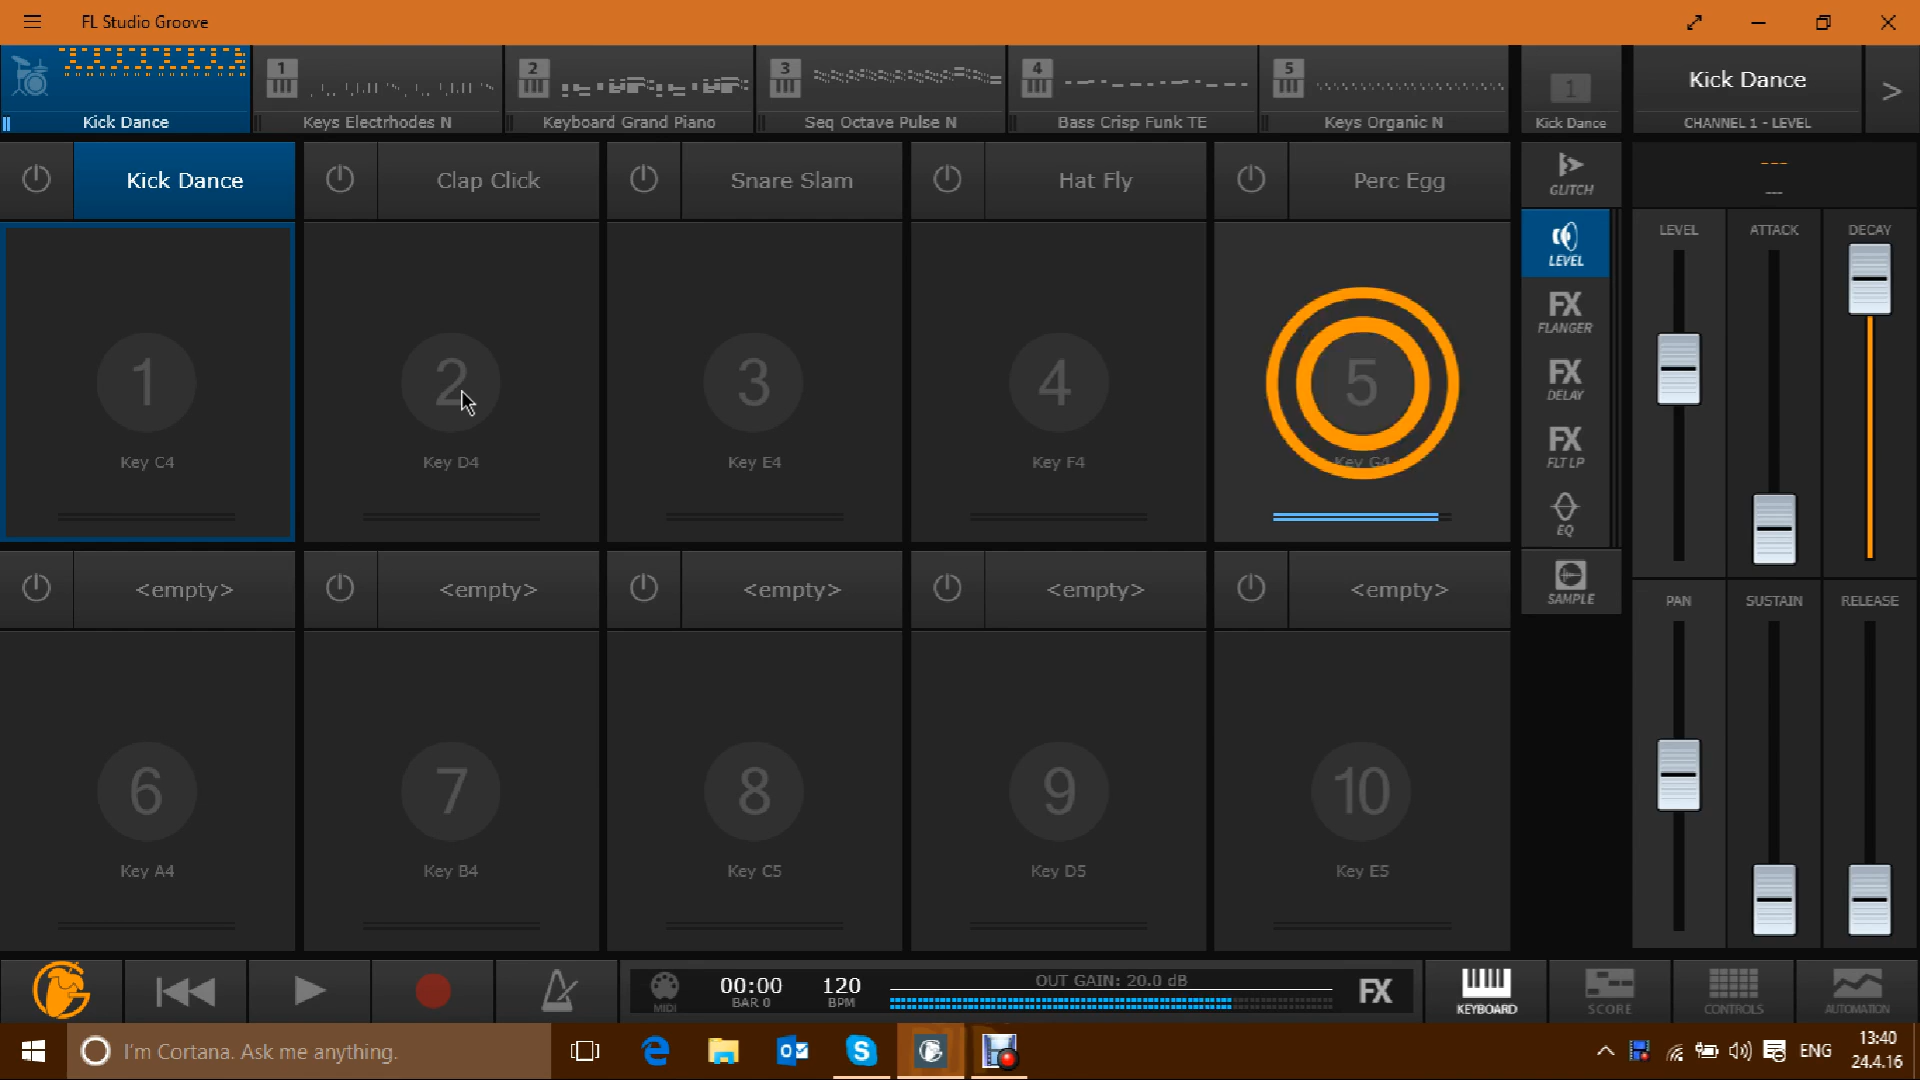 FL Studio Groove
Kick Dance
1
Keys Electrhodes N
2
Keyboard Grand Piano
3
Seq Octave Pulse N
4
Bass Crisp Funk TE
5
Keys Organic N
1
Kick Dance
Kick Dance
CHANNEL 1 - LEVEL
>
Kick Dance
Clap Click
Snare Slam
Hat Fly
Perc Egg
1
Key C4
2
Key D4
3
Key E4
4
Key F4
5
Key G4
GLITCH
LEVEL
FX
FLANGER
FX
DELAY
FX
FLT LP
EQ
SAMPLE
---
---
LEVEL
ATTACK
DECAY
PAN
SUSTAIN
RELEASE
<empty>
<empty>
<empty>
<empty>
<empty>
6
Key A4
7
Key B4
8
Key C5
9
Key D5
10
Key E5
MIDI
00:00
BAR 0
120
BPM
OUT GAIN: 20.0 dB
FX
KEYBOARD
SCORE
CONTROLS
AUTOMATION
I'm Cortana. Ask me anything.
ENG
13:40
24.4.16